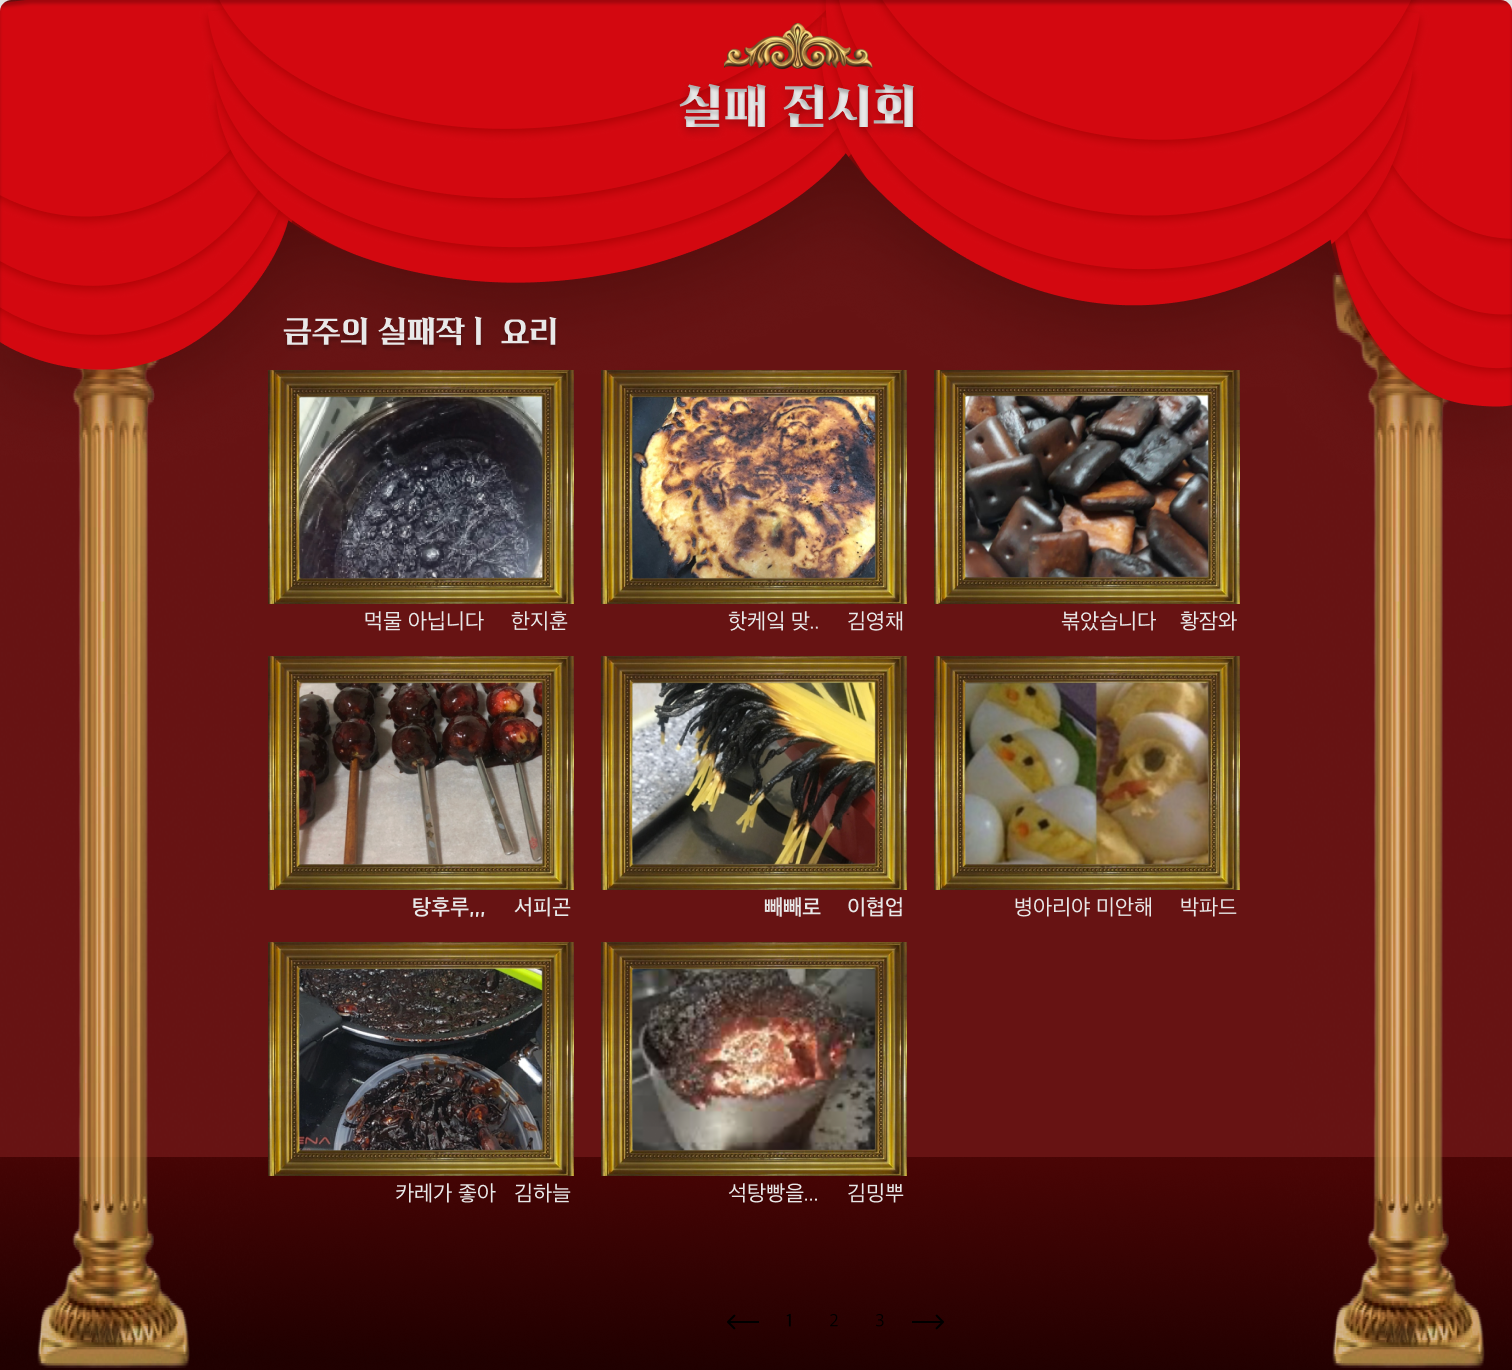 실패 전시회
금주의 실패작ㅣ 요리
먹물 아닙니다 한지훈
핫케잌 맞.. 김영채
볶았습니다 황잠와
탕후루,,, 서피곤
빼빼로 이협업
병아리야 미안해 박파드
ENA
카레가 좋아 김하늘
석탕빵을... 김밍뿌
← 1 2 3 →